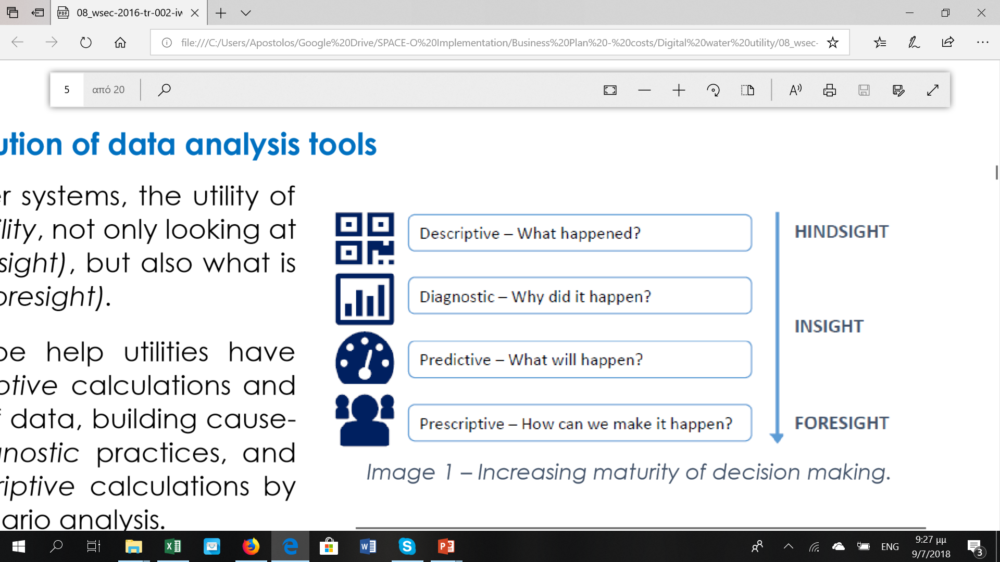 08_wsec-2016-tr-002-iw
file:///C:/Users/Apostolos/Google%20Drive/SPACE-O%20Implementation/Business%20Plan%20-%20costs/Digital%20water%20utility/08_wsec-
5 από 20
ution of data analysis tools
er systems, the utility of
ility, not only looking at
sight), but also what is
oresight).
be help utilities have
ptive calculations and
f data, building cause-
gnostic practices, and
riptive calculations by
ario analysis.
Descriptive – What happened?
Diagnostic – Why did it happen?
Predictive – What will happen?
Prescriptive – How can we make it happen?
HINDSIGHT
INSIGHT
FORESIGHT
Image 1 – Increasing maturity of decision making.
ENG
9:27 μμ
9/7/2018
3